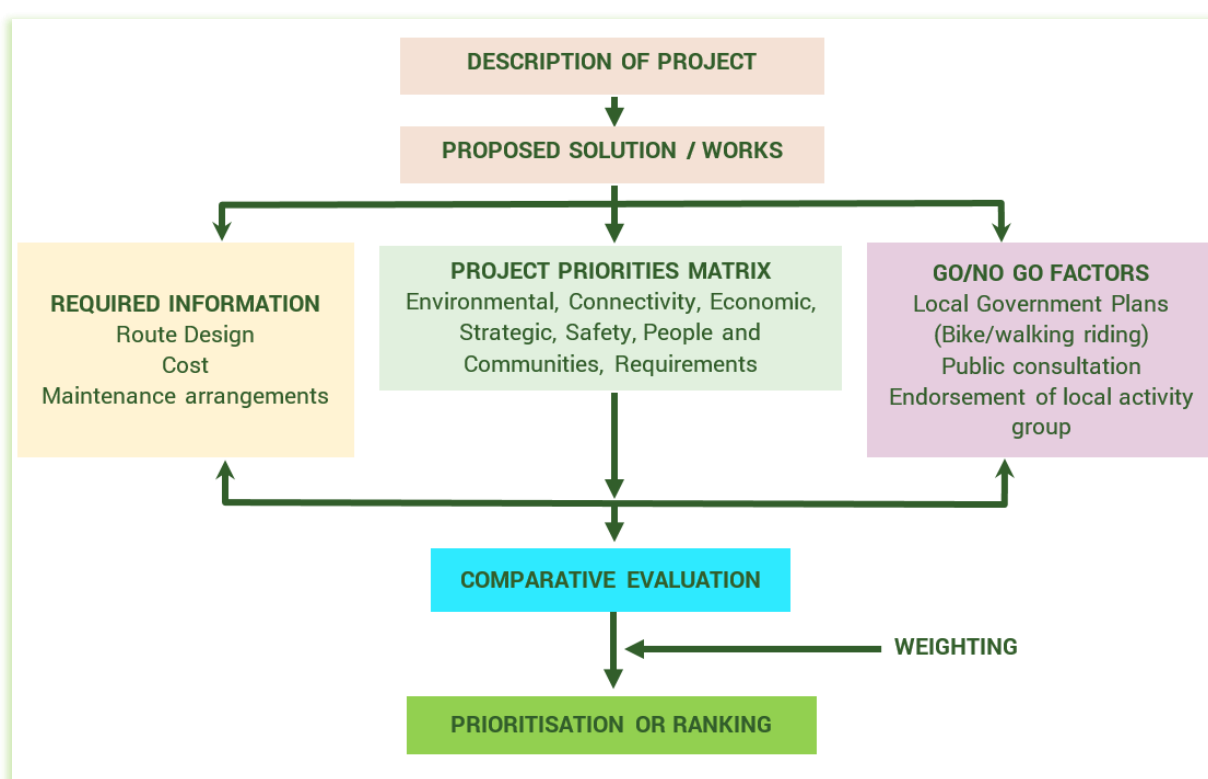 DESCRIPTION OF PROJECT
PROPOSED SOLUTION / WORKS
REQUIRED INFORMATION
Route Design
Cost
Maintenance arrangements
PROJECT PRIORITIES MATRIX
Environmental, Connectivity, Economic,
Strategic, Safety, People and
Communities, Requirements
GO/NO GO FACTORS
Local Government Plans
(Bike/walking riding)
Public consultation
Endorsement of local activity
group
COMPARATIVE EVALUATION
WEIGHTING
PRIORITISATION OR RANKING